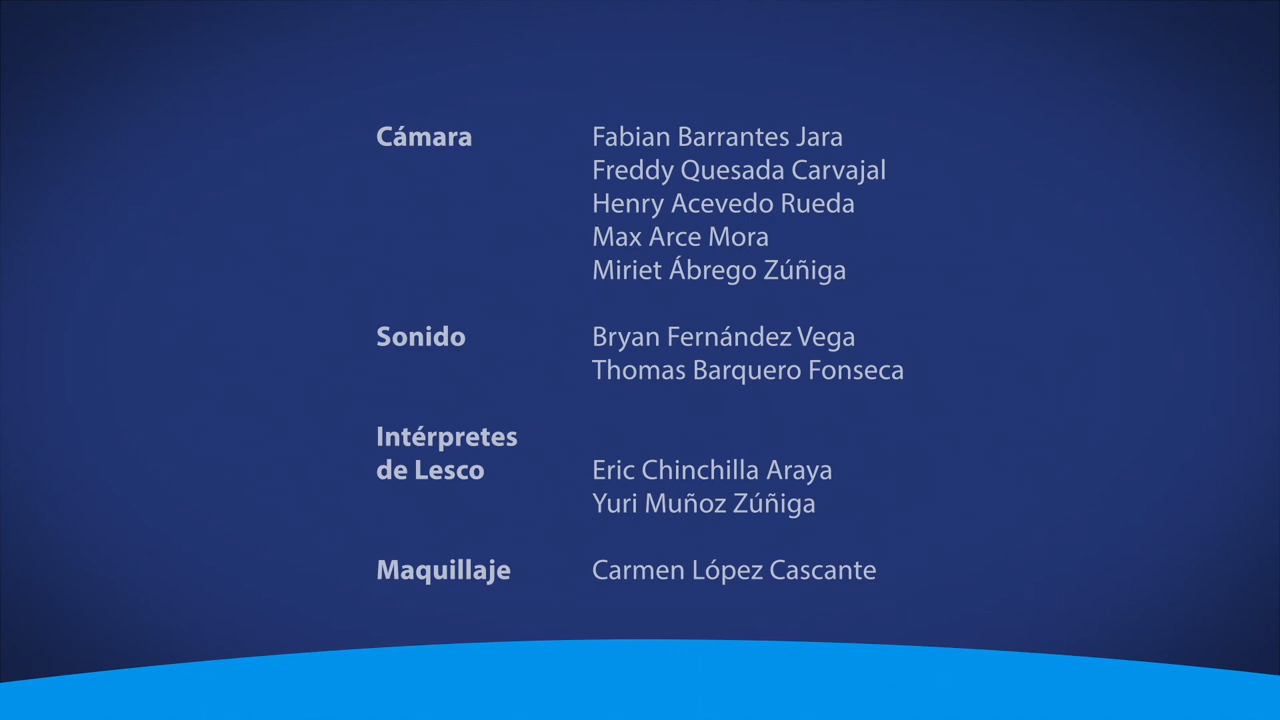 Cámara Fabian Barrantes Jara
Freddy Quesada Carvajal
Henry Acevedo Rueda
Max Arce Mora
Miriet Ábrego Zúñiga
Sonido Bryan Fernández Vega
Thomas Barquero Fonseca
Intérpretes
de Lesco Eric Chinchilla Araya
Yuri Muñoz Zúñiga
Maquillaje Carmen López Cascante